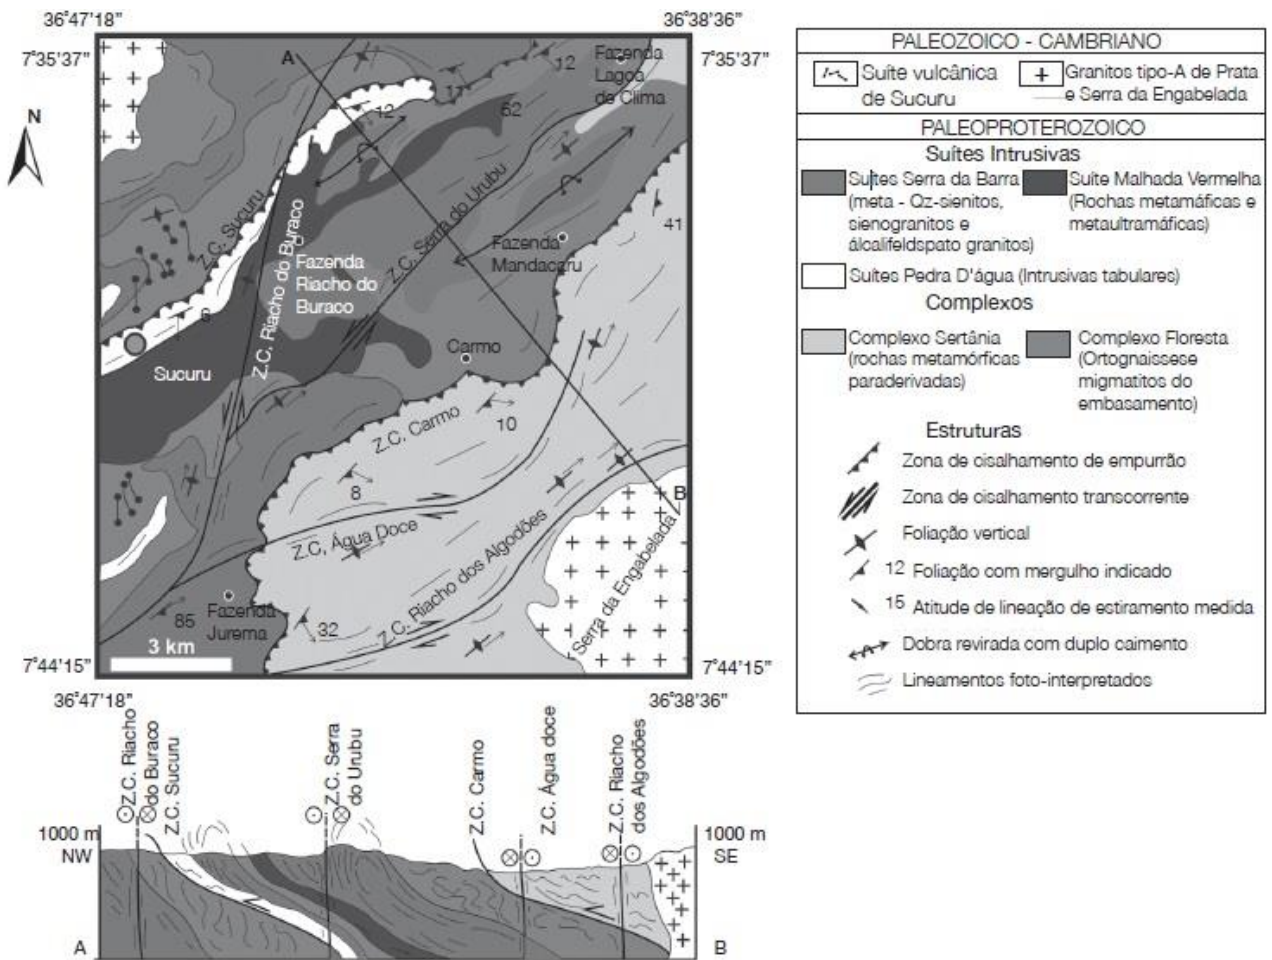 36°47'18"
36°38'36"
7°35'37"
7°35'37"
N
A
Fazenda
Lagoa
de Cima
12
11
12
62
Z.C. Sucuru
Z.C. Riacho do Buraco
Z.C. Serra do Urubu
41
Fazenda
Mandacaru
Fazenda
Riacho do
Buraco
6
Sucuru
Carmo
Z.C. Carmo
10
8
B
Z.C. Água Doce
Z.C. Riacho dos Algodões
Serra da Engabelada
85
Fazenda
Jurema
32
3 km
7°44'15"
7°44'15"
36°47'18"
36°38'36"
PALEOZOICO - CAMBRIANO
Suíte vulcânica
de Sucuru
Granitos tipo-A de Prata
e Serra da Engabelada
PALEOPROTEROZOICO
Suítes Intrusivas
Suítes Serra da Barra
(meta - Qz-sienitos,
sienogranitos e
álcalifeldspato granitos)
Suíte Malhada Vermelha
(Rochas metamáficas e
metaultramáficas)
Suítes Pedra D'água (Intrusivas tabulares)
Complexos
Complexo Sertânia
(rochas metamórficas
paraderivadas)
Complexo Floresta
(Ortognaissese
migmatitos do
embasamento)
Estruturas
Zona de cisalhamento de empurrão
Zona de cisalhamento transcorrente
Foliação vertical
12 Foliação com mergulho indicado
15 Atitude de lineação de estiramento medida
Dobra revirada com duplo caimento
Lineamentos foto-interpretados
Z.C. Riacho
do Buraco
Z.C. Sucuru
Z.C. Serra
do Urubu
Z.C. Carmo
Z.C. Água doce
Z.C. Riacho
dos Algodões
1000 m
NW
1000 m
SE
A
B